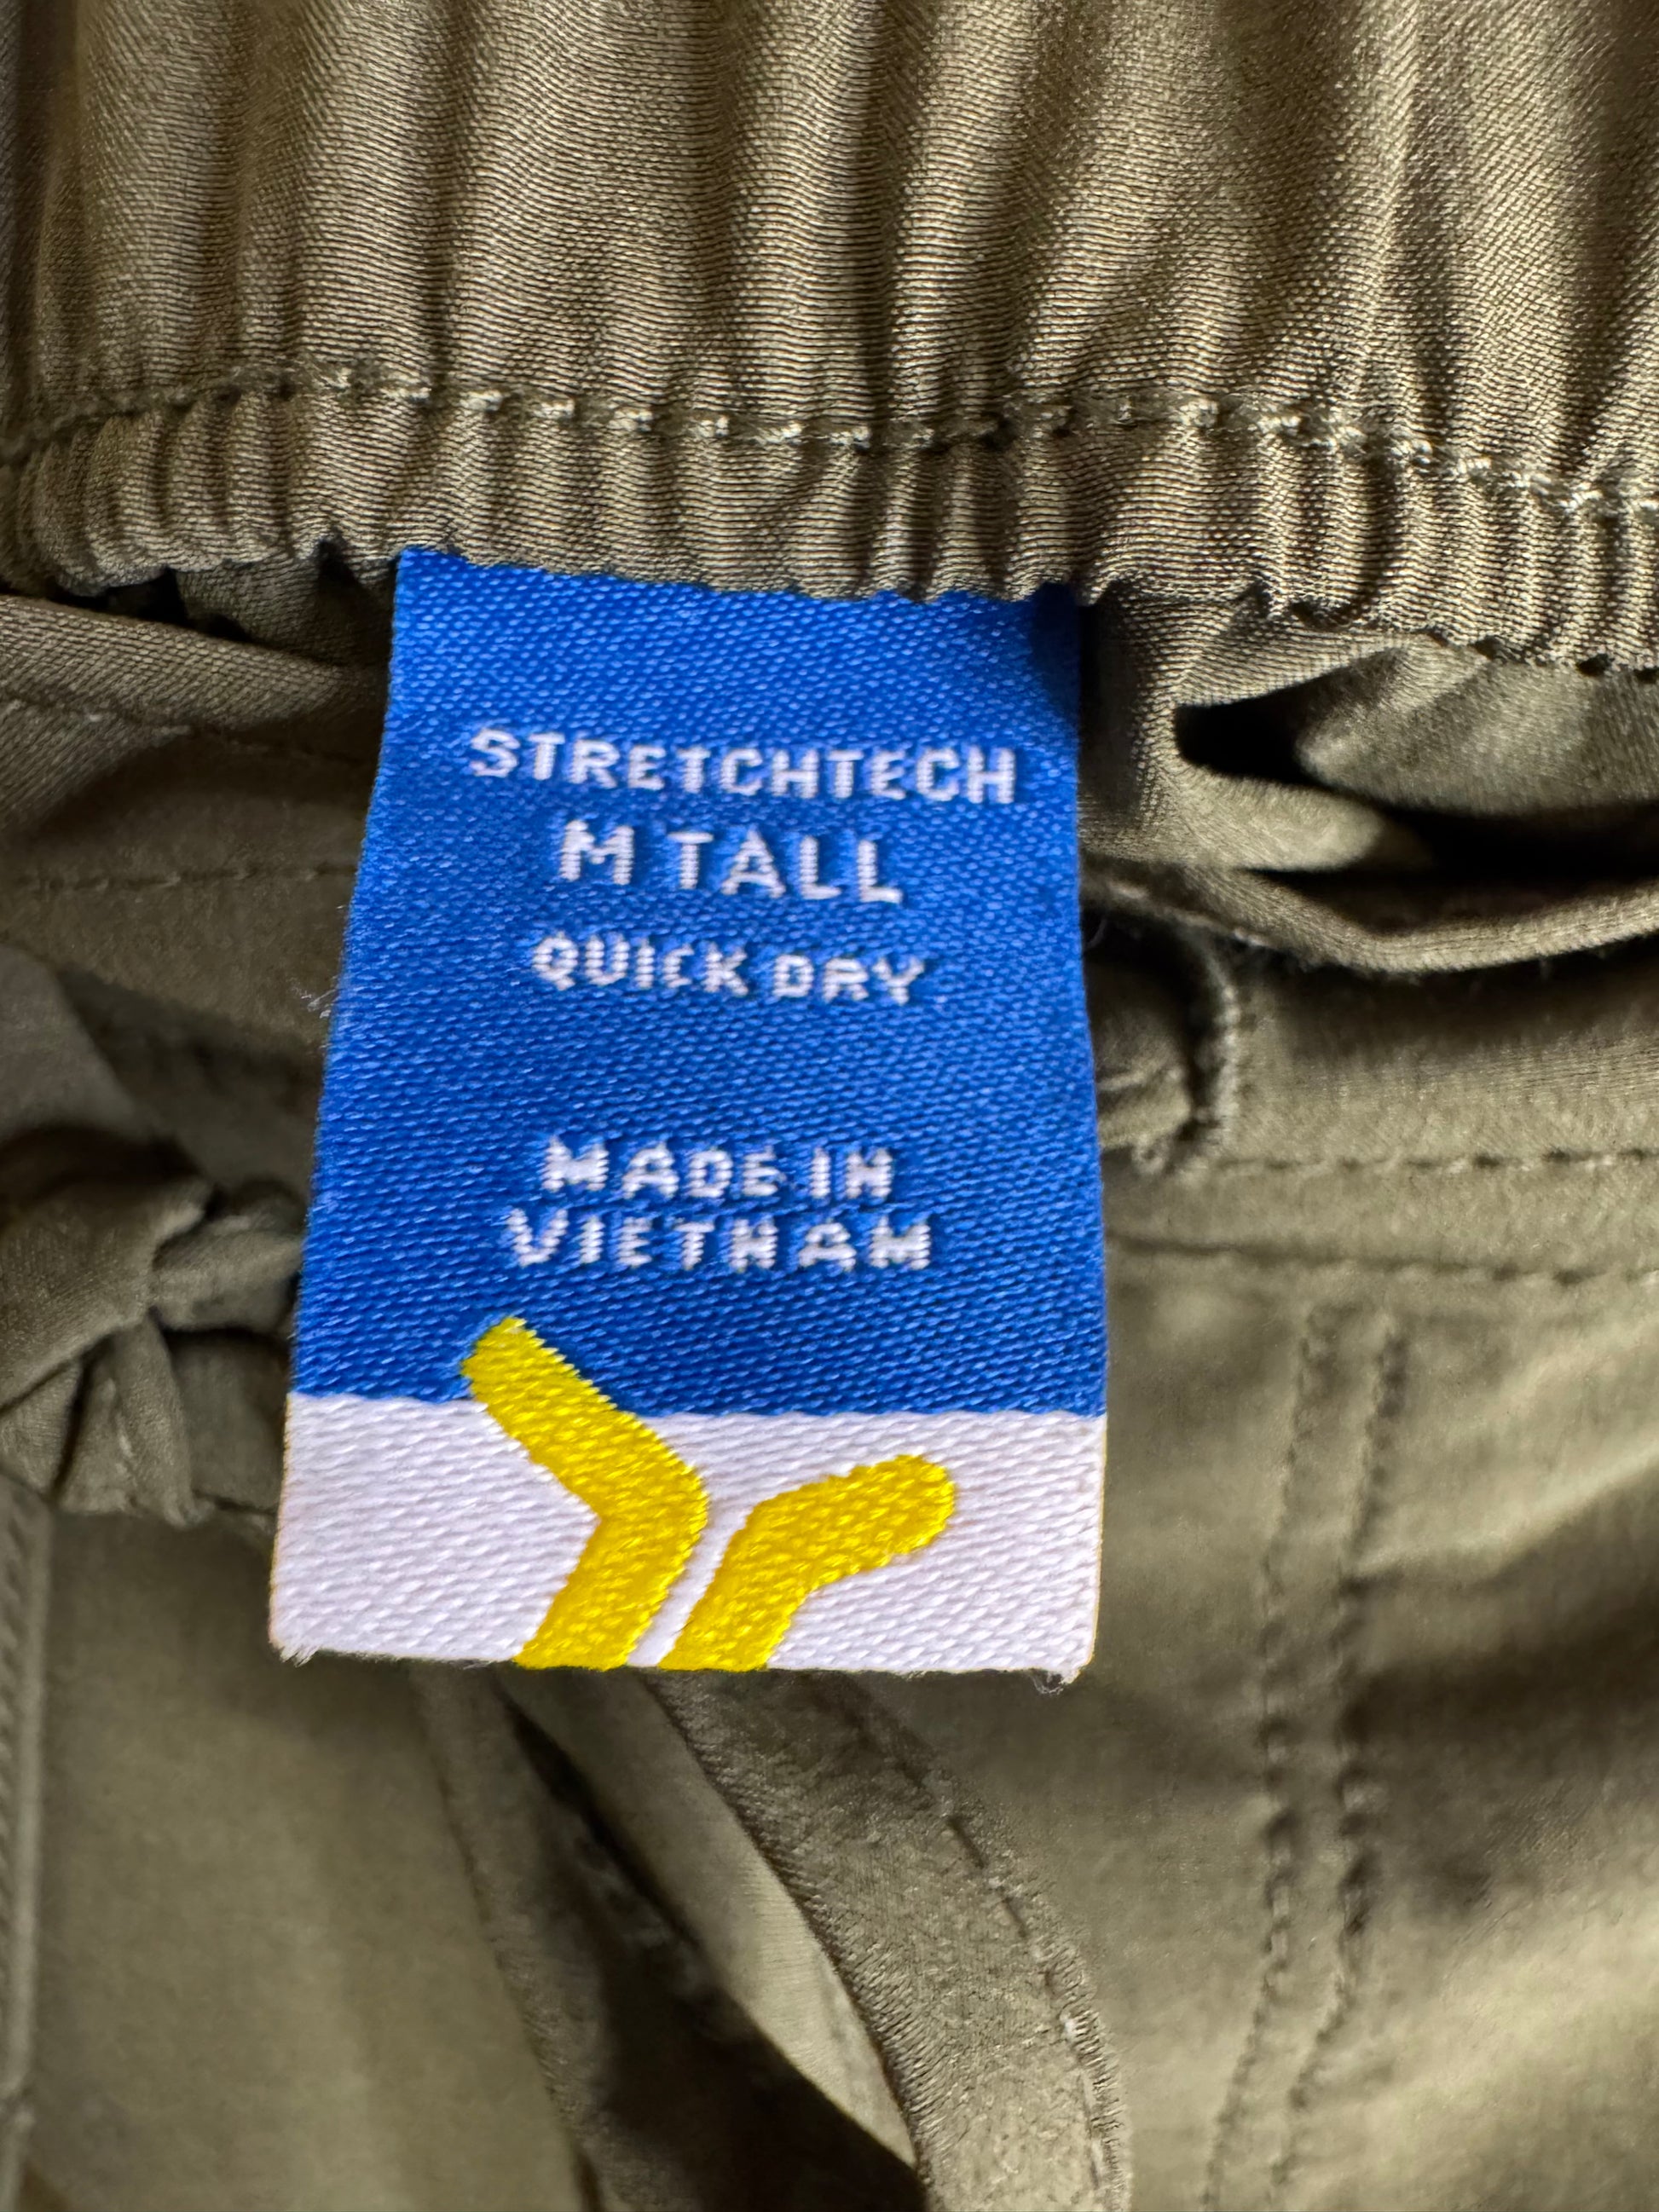 STRETCHTECH
M TALL
QUICK DRY
MADE IN
VIETNAM